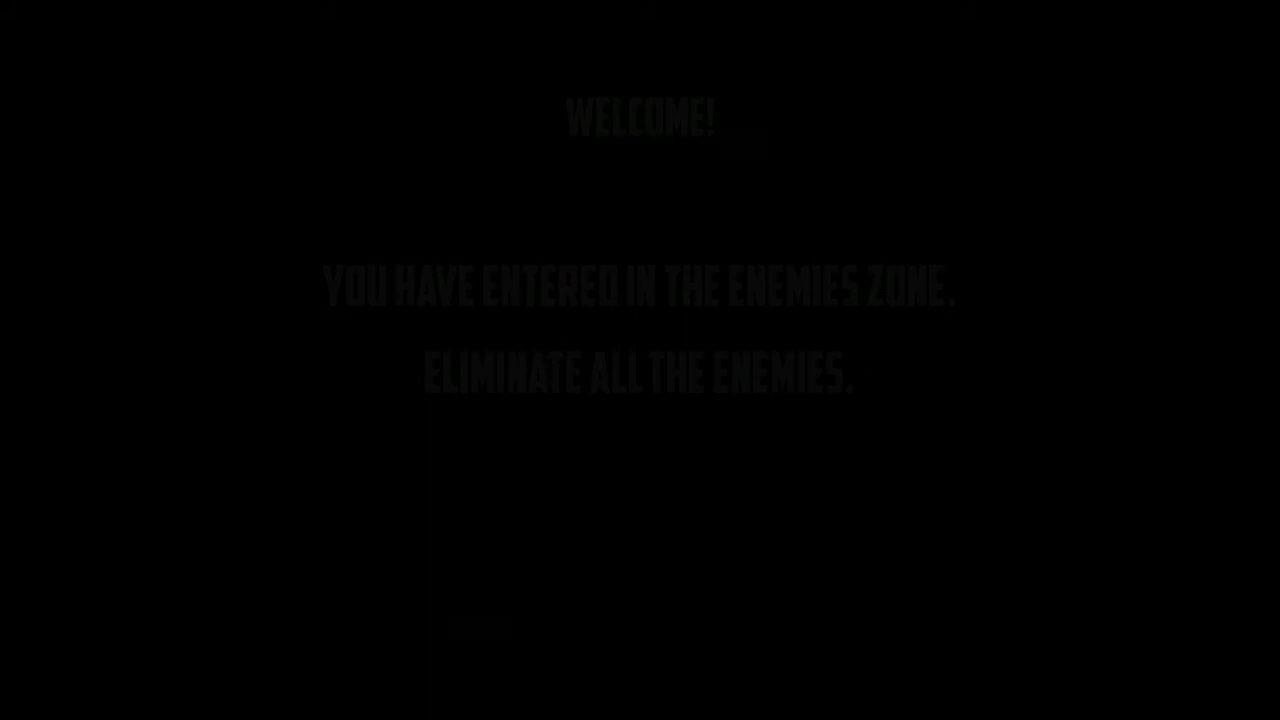 WELCOME!
YOU HAVE ENTERED IN THE ENEMIES ZONE.
ELIMINATE ALL THE ENEMIES.